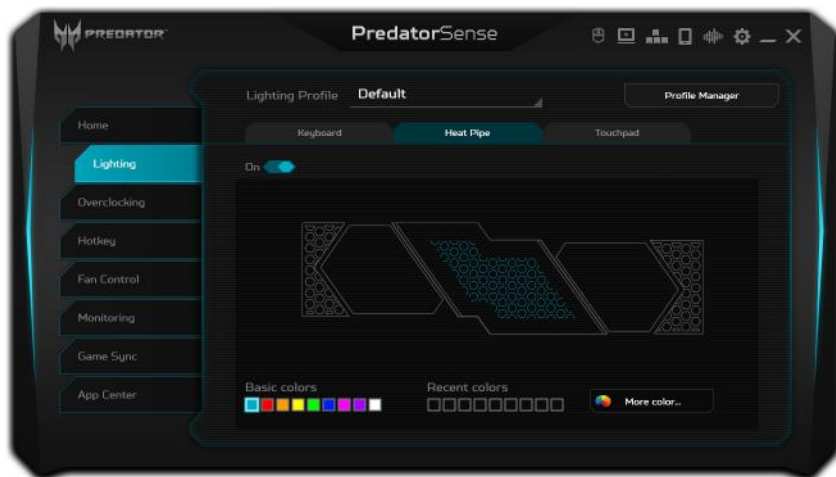 PREDATOR
PredatorSense
Lighting Profile Default
Profile Manager
Home
Keyboard
Heat Pipe
Touchpad
Lighting
On
Overclocking
Hotkey
Fan Control
Monitoring
Game Sync
App Center
Basic colors
Recent colors
More color...